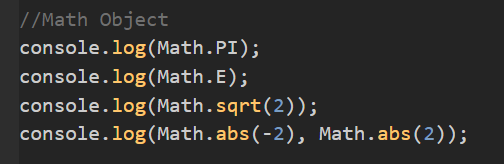 //Math Object
console.log(Math.PI);
console.log(Math.E);
console.log(Math.sqrt(2));
console.log(Math.abs(-2), Math.abs(2));